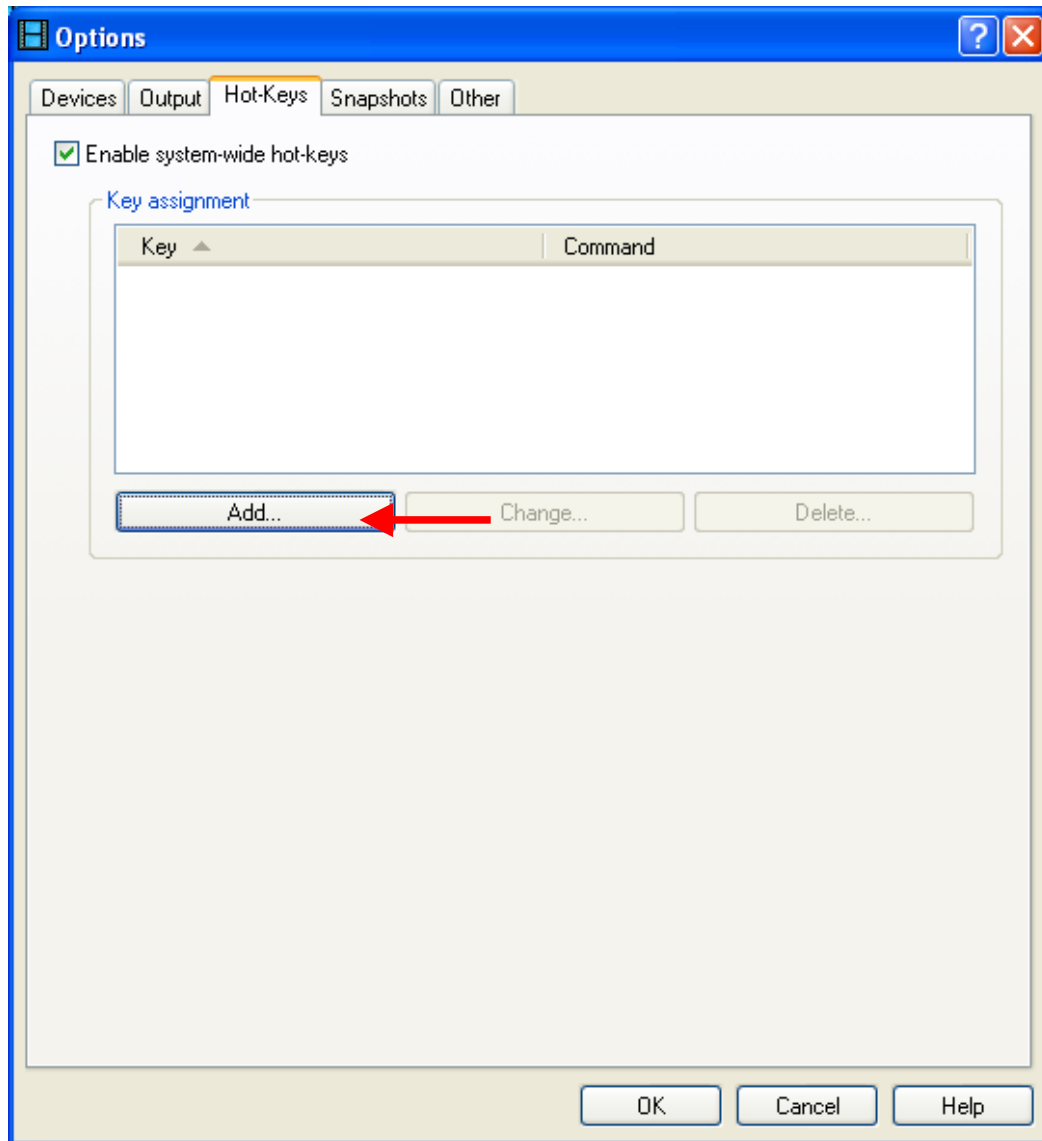 Options
Devices Output Hot-Keys Snapshots Other
Enable system-wide hot-keys
Key assignment
Key Command
Add... Change... Delete...
OK Cancel Help